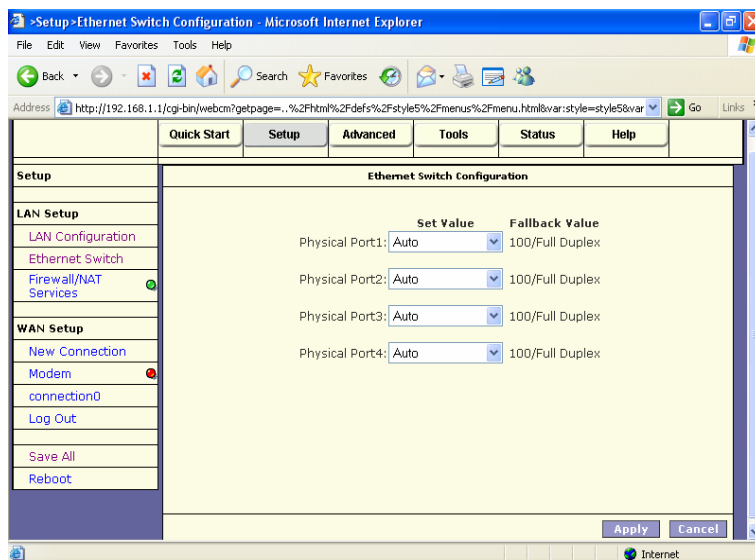 >Setup>Ethernet Switch Configuration - Microsoft Internet Explorer
File Edit View Favorites Tools Help
Back Search Favorites
Address http://192.168.1.1/cgi-bin/webcm?getpage=..%2Fhtml%2Fdefs%2Fstyle5%2Fmenus%2Fmenu.html&var:style=style5&var Go Links
Quick Start Setup Advanced Tools Status Help
Setup
Ethernet Switch Configuration
LAN Setup
LAN Configuration
Ethernet Switch
Firewall/NAT
Services
WAN Setup
New Connection
Modem
connection0
Log Out
Save All
Reboot
Set Value Fallback Value
Physical Port1: Auto 100/Full Duplex
Physical Port2: Auto 100/Full Duplex
Physical Port3: Auto 100/Full Duplex
Physical Port4: Auto 100/Full Duplex
Apply Cancel
Internet